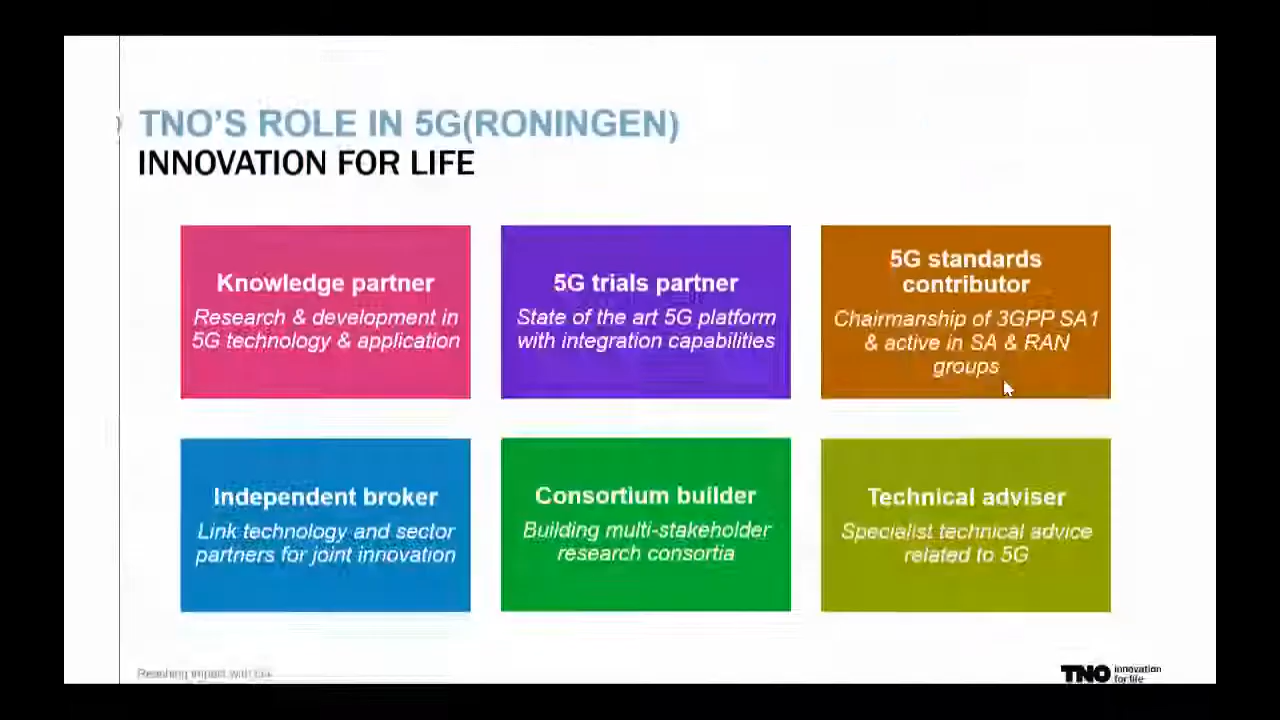 TNO'S ROLE IN 5G(RONINGEN)
INNOVATION FOR LIFE
Knowledge partner
Research & development in
5G technology & application
5G trials partner
State of the art 5G platform
with integration capabilities
5G standards
contributor
Chairmanship of 3GPP SA1
& active in SA & RAN
groups
Independent broker
Link technology and sector
partners for joint innovation
Consortium builder
Building multi-stakeholder
research consortia
Technical adviser
Specialist technical advice
related to 5G
impact with
TNO innovation
for life